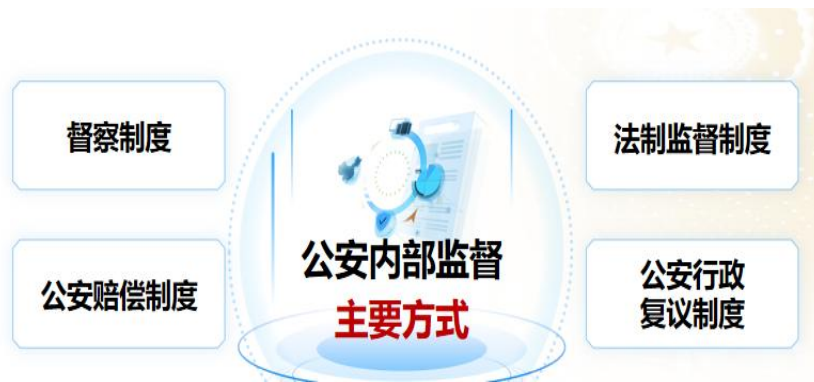 督察制度
法制监督制度
公安内部监督
主要方式
公安赔偿制度
公安行政
复议制度